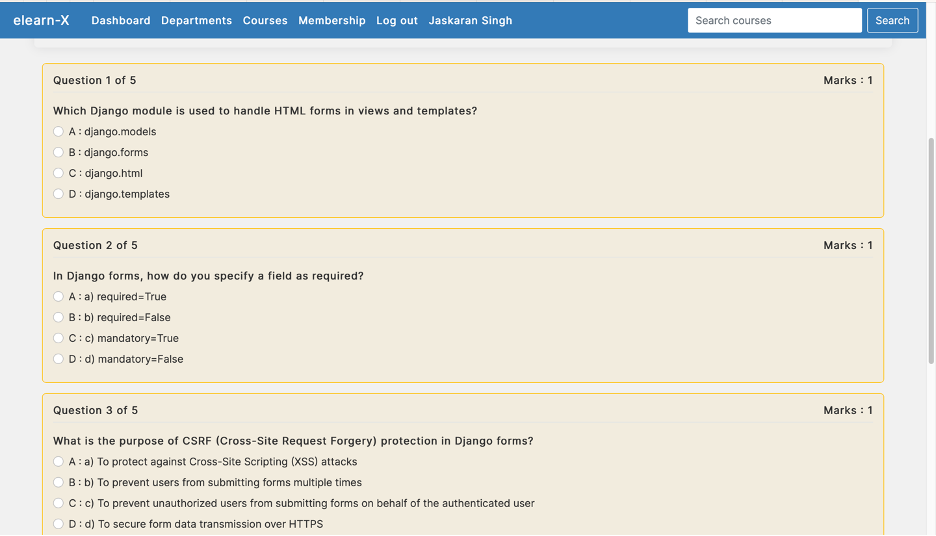 elearn-X Dashboard Departments Courses Membership Log out Jaskaran Singh Search courses Search
Question 1 of 5 Marks : 1
Which Django module is used to handle HTML forms in views and templates?
A : django.models
B : django.forms
C : django.html
D : django.templates
Question 2 of 5 Marks : 1
In Django forms, how do you specify a field as required?
A : a) required=True
B : b) required=False
C : c) mandatory=True
D : d) mandatory=False
Question 3 of 5 Marks : 1
What is the purpose of CSRF (Cross-Site Request Forgery) protection in Django forms?
A : a) To protect against Cross-Site Scripting (XSS) attacks
B : b) To prevent users from submitting forms multiple times
C : c) To prevent unauthorized users from submitting forms on behalf of the authenticated user
D : d) To secure form data transmission over HTTPS